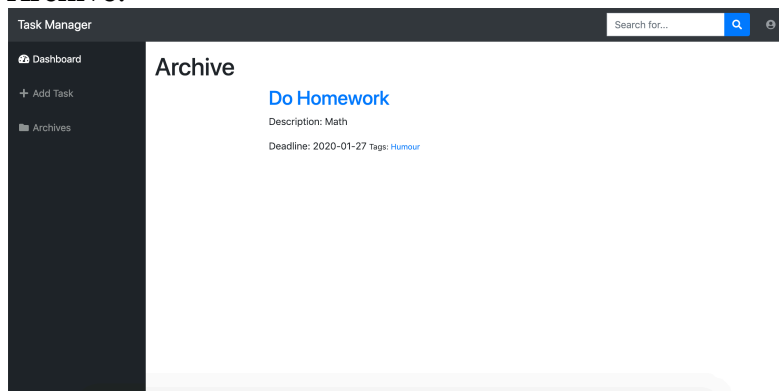 Archive:
Task Manager
Search for...
Dashboard
Archive
Do Homework
+ Add Task
Description: Math
Archives
Deadline: 2020-01-27 Tags: Humour